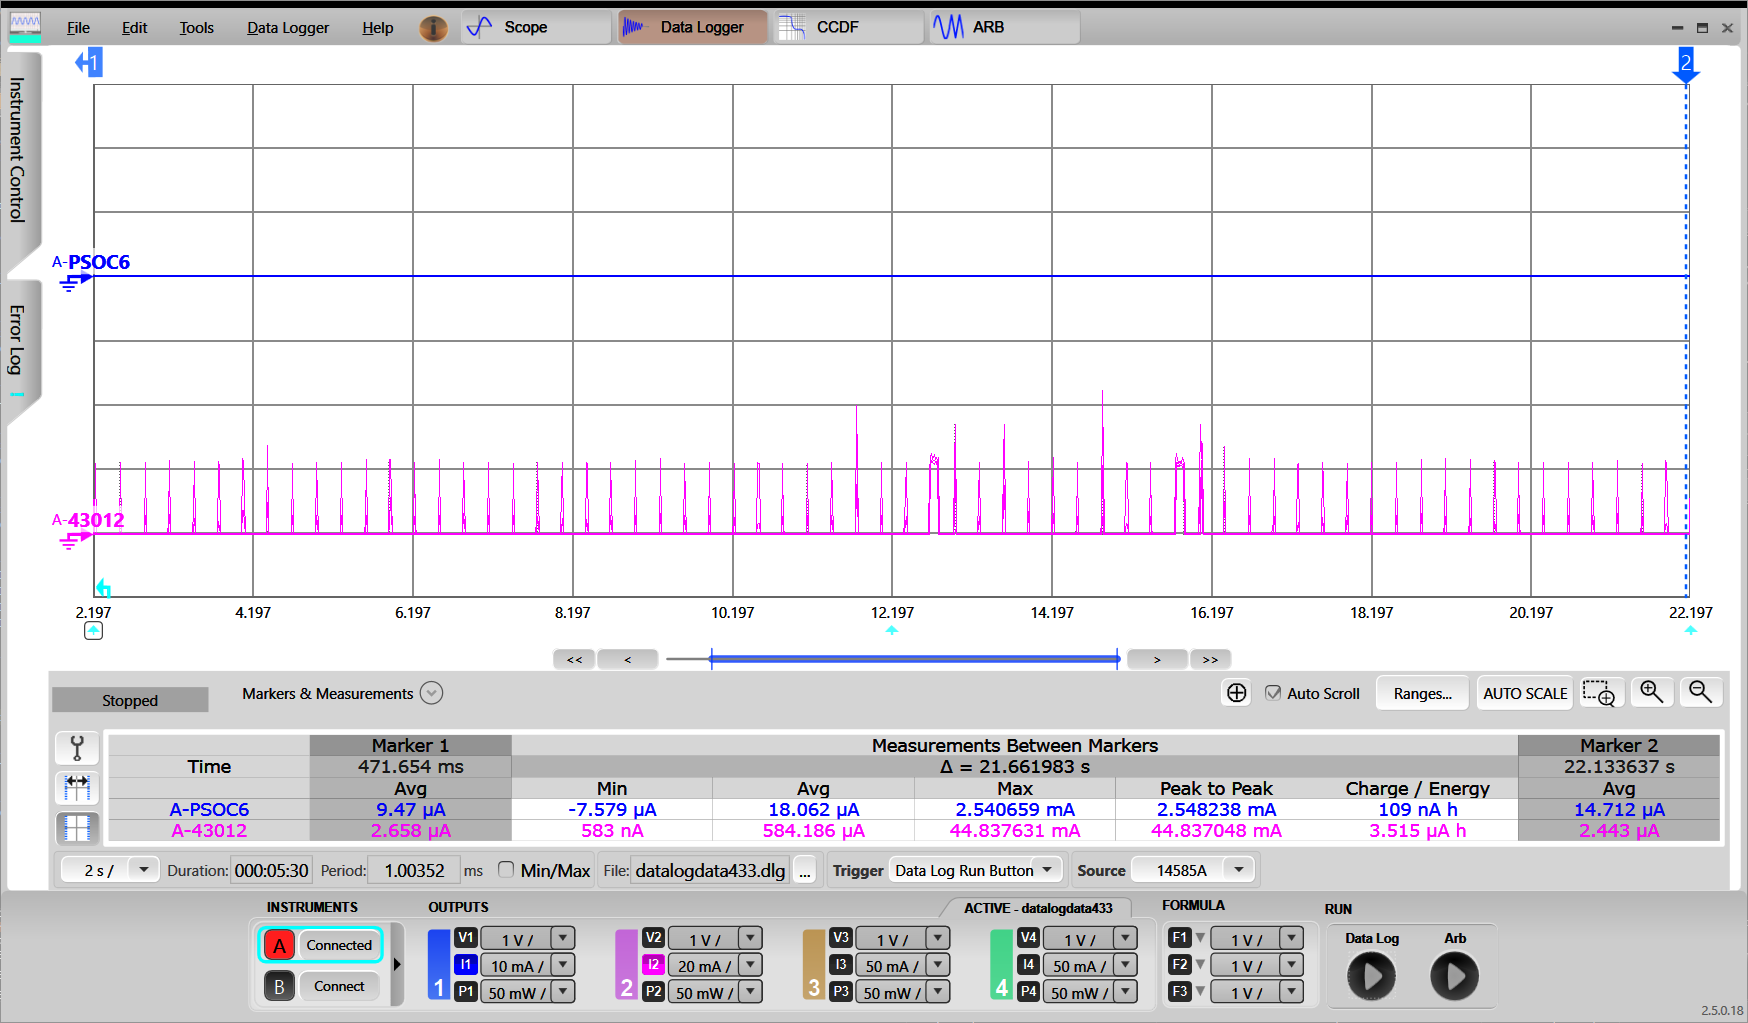 File Edit Tools Data Logger Help Scope Data Logger CCDF ARB
Instrument Control
Error Log
1
2
A-PSOC6
A-43012
2.197 4.197 6.197 8.197 10.197 12.197 14.197 16.197 18.197 20.197 22.197
<< < > >>
Stopped Markers & Measurements Auto Scroll Ranges... AUTO SCALE
Marker 1 Measurements Between Markers Marker 2
Time 471.654 ms Δ = 21.661983 s 22.133637 s
Avg Min Avg Max Peak to Peak Charge / Energy Avg
A-PSOC6 9.47 µA -7.579 µA 18.062 µA 2.540659 mA 2.548238 mA 109 nA h 14.712 µA
A-43012 2.658 µA 583 nA 584.186 µA 44.837631 mA 44.837048 mA 3.515 µA h 2.443 µA
2 s / Duration: 000:05:30 Period: 1.00352 ms Min/Max File: datalogdata433.dlg ... Trigger Data Log Run Button Source 14585A
INSTRUMENTS OUTPUTS ACTIVE - datalogdata433 FORMULA RUN
A Connected V1 1 V / V2 1 V / V3 1 V / V4 1 V / F1 1 V / Data Log Arb
I1 10 mA / I2 20 mA / I3 50 mA / I4 50 mA / F2 1 V /
B Connect 1 P1 50 mW / 2 P2 50 mW / 3 P3 50 mW / 4 P4 50 mW / F3 1 V /
2.5.0.18